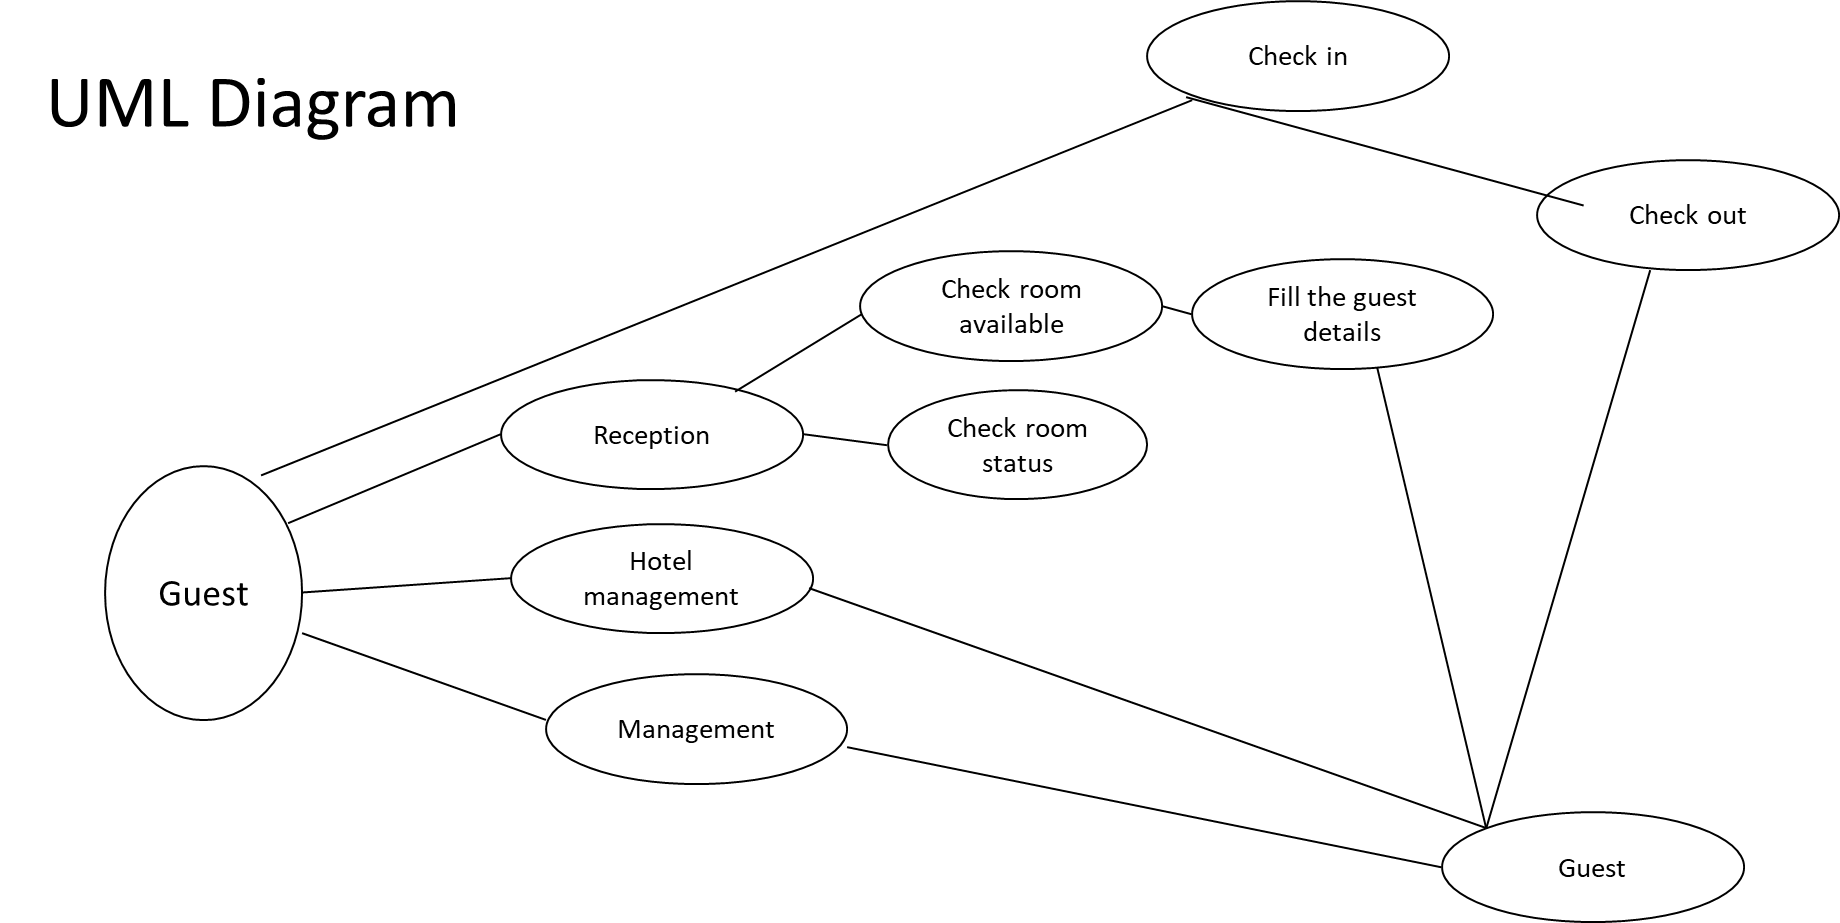 UML Diagram
Check in
Check out
Check room
available
Fill the guest
details
Reception
Check room
status
Guest
Hotel
management
Management
Guest